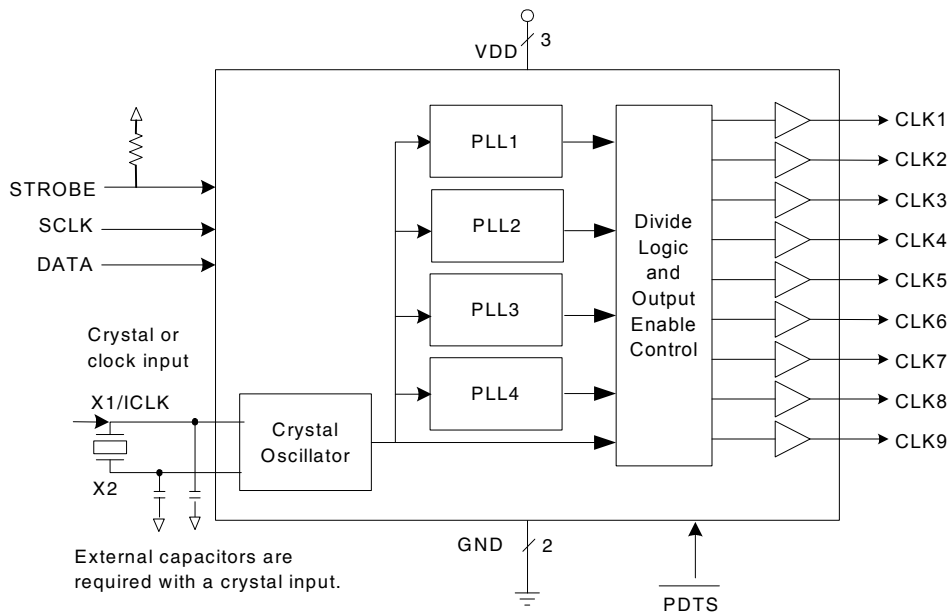 VDD
3
STROBE
SCLK
DATA
PLL1
PLL2
PLL3
PLL4
Divide
Logic
and
Output
Enable
Control
CLK1
CLK2
CLK3
CLK4
CLK5
CLK6
CLK7
CLK8
CLK9
Crystal or
clock input
X1/ICLK
X2
Crystal
Oscillator
External capacitors are
required with a crystal input.
GND
2
PDTS